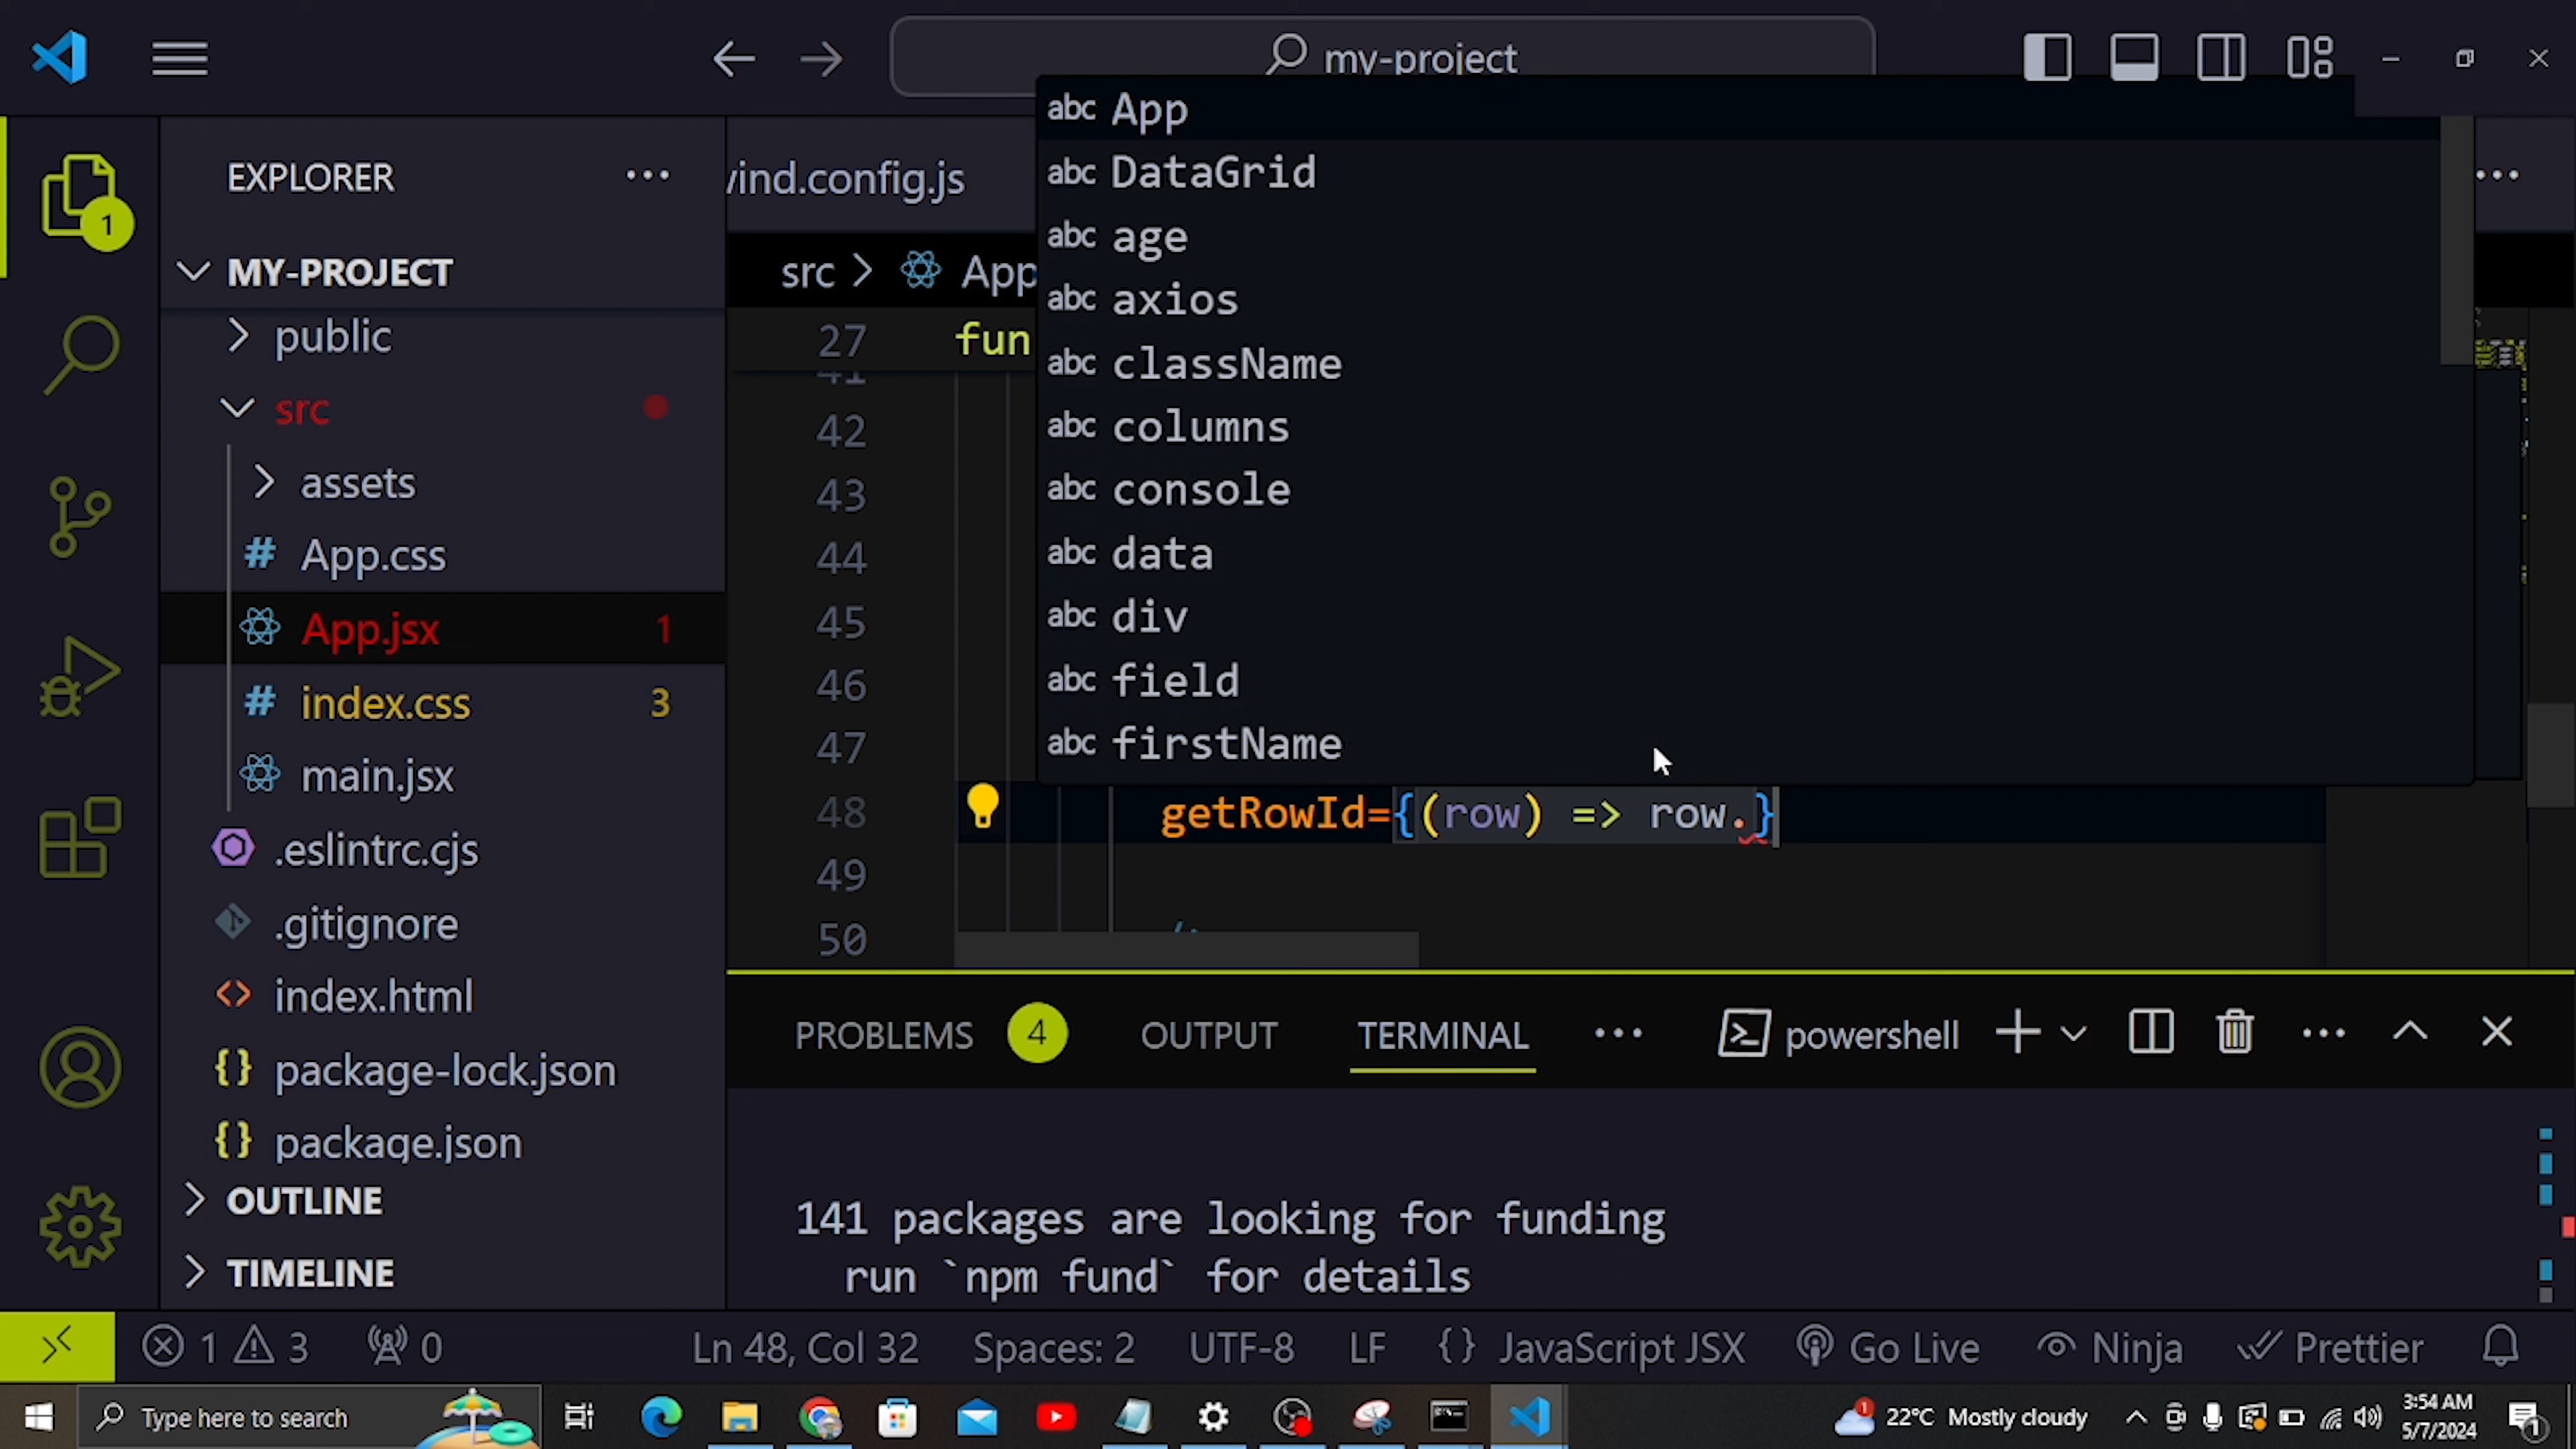 my-project
EXPLORER
MY-PROJECT
public
src
assets
App.css
App.jsx 1
index.css 3
main.jsx
.eslintrc.cjs
.gitignore
index.html
package-lock.json
package.json
OUTLINE
TIMELINE
1
wind.config.js
src > App
27 fun
41
42
43
44
45
46
47
48 getRowId={(row) => row.}
49
50
abc App
abc DataGrid
abc age
abc axios
abc className
abc columns
abc console
abc data
abc div
abc field
abc firstName
PROBLEMS 4 OUTPUT TERMINAL powershell
141 packages are looking for funding
run `npm fund` for details
1 3 0 Ln 48, Col 32 Spaces: 2 UTF-8 LF {} JavaScript JSX Go Live Ninja Prettier
Type here to search
1 22°C Mostly cloudy
3:54 AM
5/7/2024
1